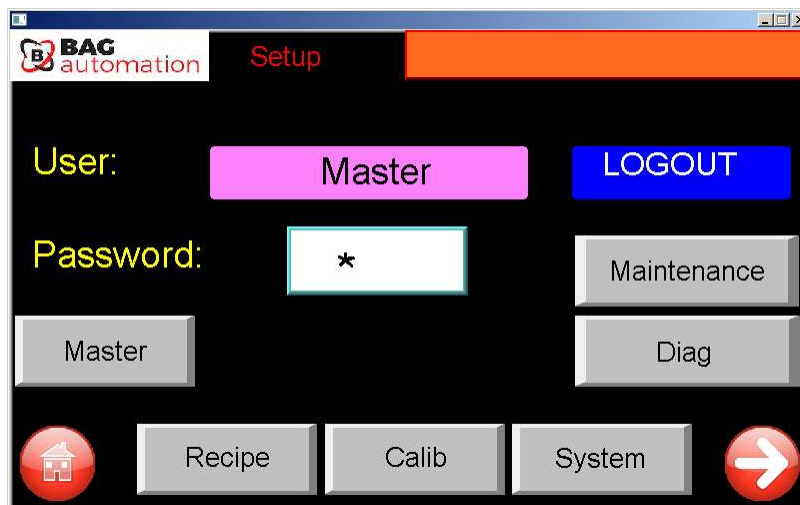 B BAG
automation
Setup
User:
Master
LOGOUT
Password:
*
Maintenance
Master
Diag
Recipe
Calib
System